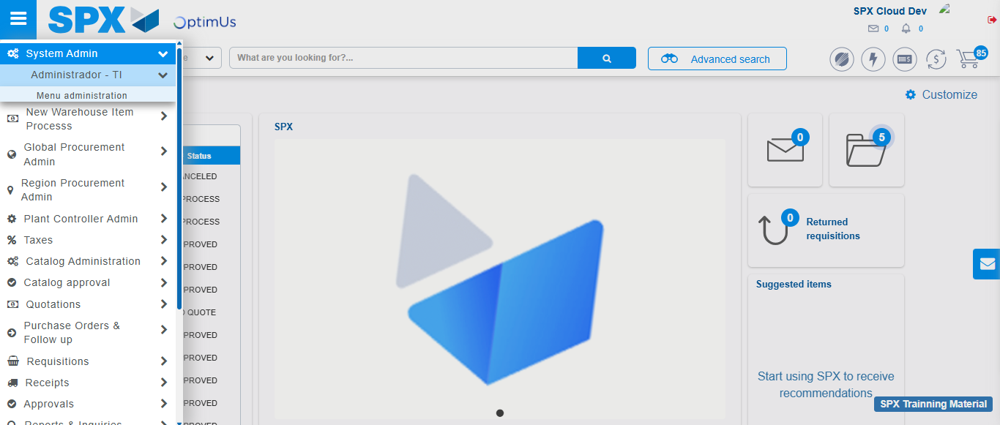 SPX
OptimUs
SPX Cloud Dev
0
0
System Admin
Administrador - TI
Menu administration
New Warehouse Item
Processs
Global Procurement
Admin
Region Procurement
Admin
Plant Controller Admin
Taxes
Catalog Administration
Catalog approval
Quotations
Purchase Orders &
Follow up
Requisitions
Receipts
Approvals
Reports & Inquiries
e
What are you looking for?...
Advanced search
85
Customize
Status
ANCELED
PROCESS
PROCESS
PROVED
PROVED
PROVED
QUOTE
PROVED
PROVED
PROVED
PROVED
PROVED
SPX
0
5
0
Returned
requisitions
Suggested items
Start using SPX to receive
recommendations
SPX Trainning Material